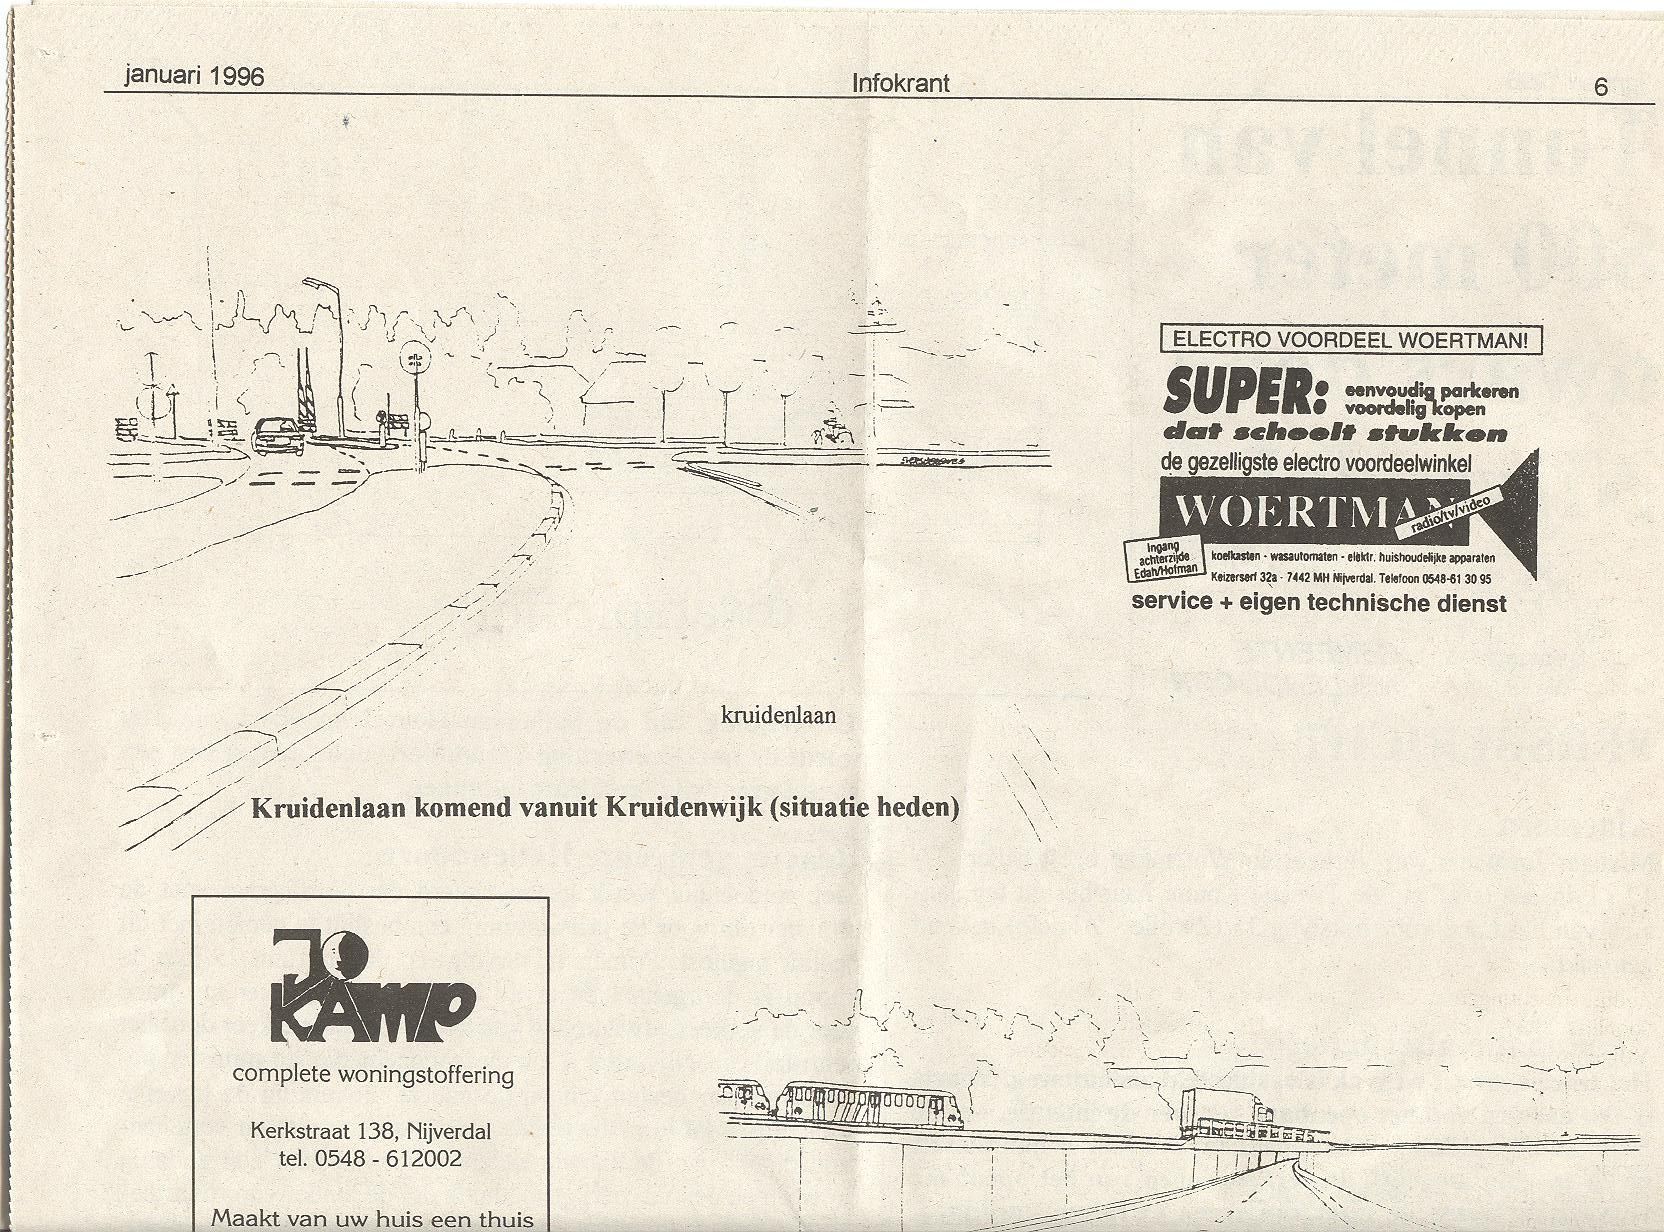 januari 1996
Infokrant
6
ELECTRO VOORDEEL WOERTMAN!
SUPER: eenvoudig parkeren
voordelig kopen
dat scheelt stukken
de gezelligste electro voordeelwinkel
WOERTMAN
radio/tv/video
Ingang
achterzijde
Edah/Hofman
koelkasten - wasautomaten - elektr. huishoudelijke apparaten
Keizerserf 32a - 7442 MH Nijverdal. Telefoon 0548-61 30 95
service + eigen technische dienst
kruidenlaan
Kruidenlaan komend vanuit Kruidenwijk (situatie heden)
JO
KAMP
complete woningstoffering
Kerkstraat 138, Nijverdal
tel. 0548 - 612002
Maakt van uw huis een thuis